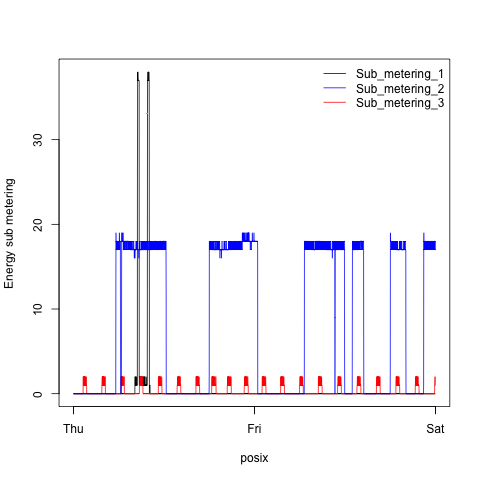 Sub_metering_1
Sub_metering_2
Sub_metering_3
Energy sub metering
30
20
10
0
Thu Fri Sat
posix